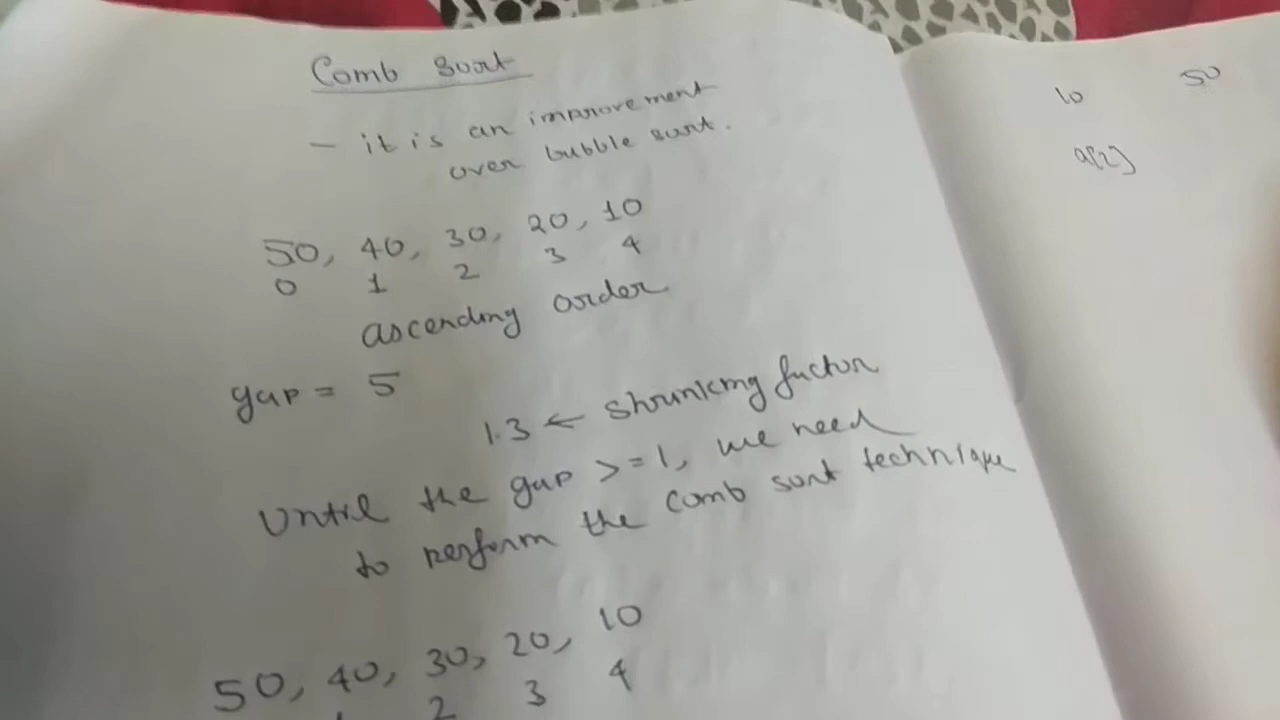 Comb Sort
- it is an improvement
over bubble sort.
50, 40, 30, 20, 10
0 1 2 3 4
ascending order
gap = 5
1.3 ← shrinking factor
Until the gap >=1, we need
to perform the comb sort technique
50, 40, 30, 20, 10
1 2 3 4
10 50
a[2]